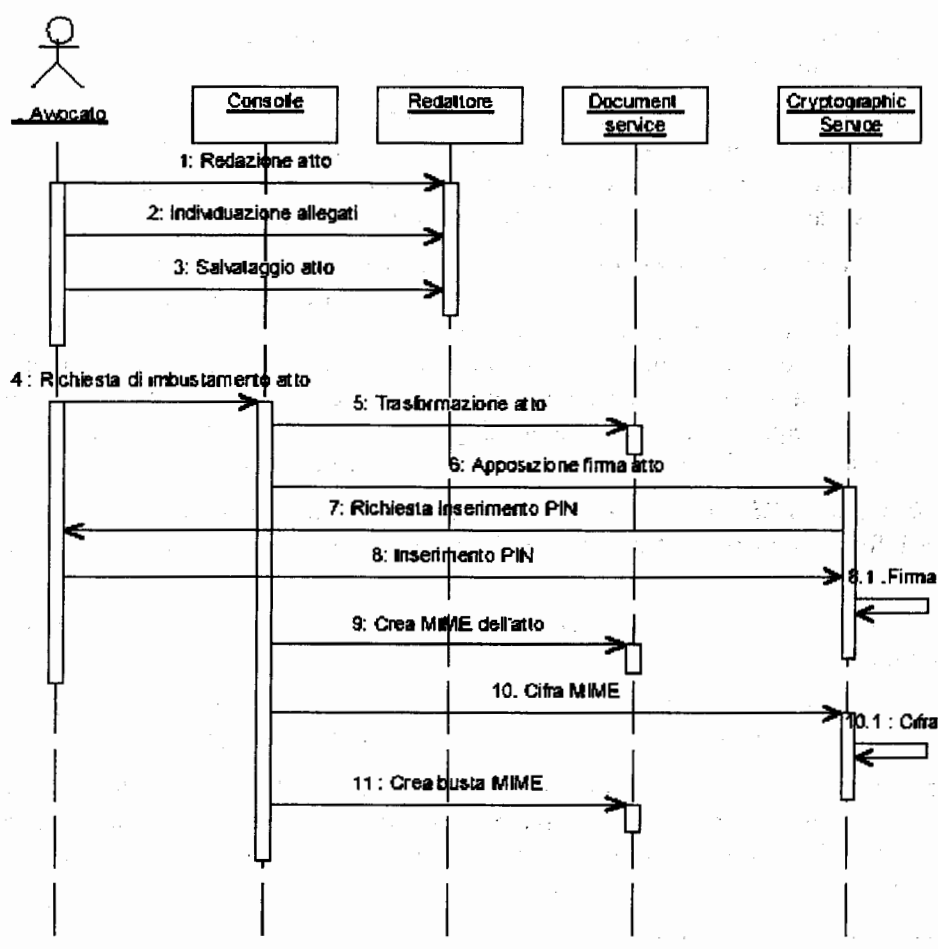 Avvocato
Console
Redattore
Document
service
Cryptographic
Service
1: Redazione atto
2: Individuazione allegati
3: Salvataggio atto
4 : Richiesta di imbustamento atto
5: Trasformazione atto
6: Apposizione firma atto
7: Richiesta Inserimento PIN
8: Inserimento PIN
8.1 .Firma
9: Crea MIME dell'atto
10. Cifra MIME
10.1 : Cifra
11 : Crea busta MIME